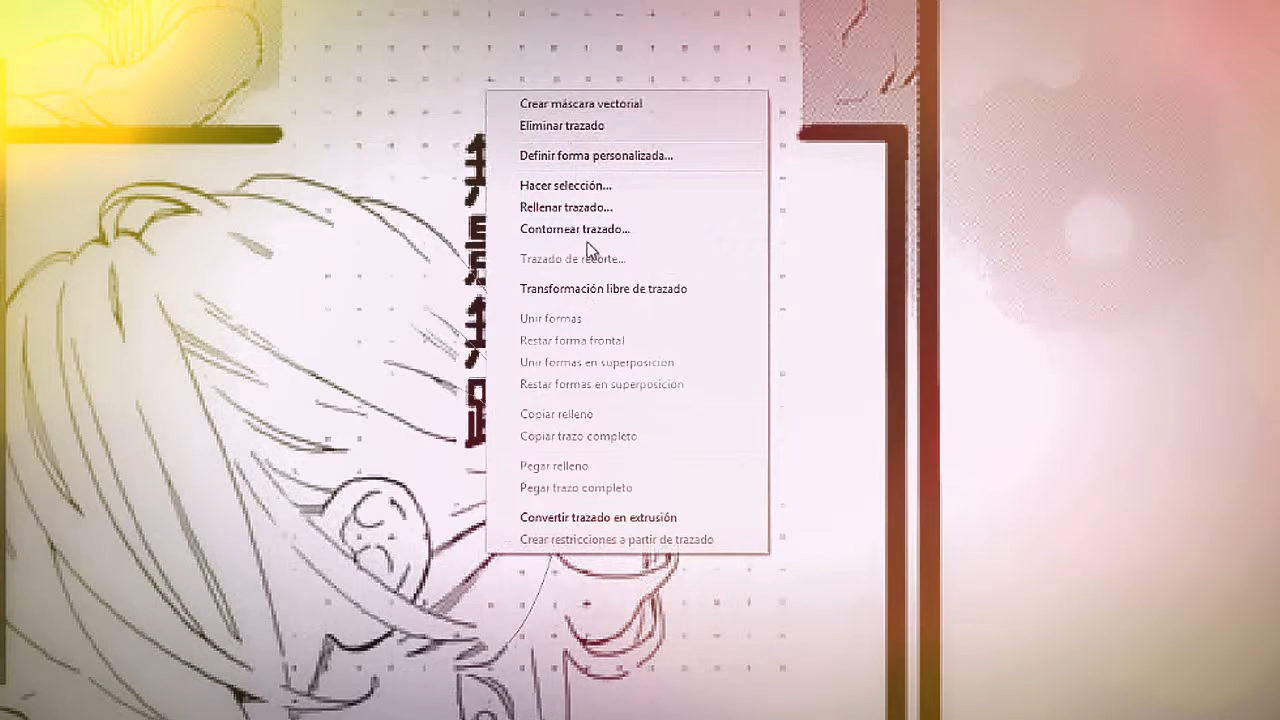 Crear máscara vectorial
Eliminar trazado
Definir forma personalizada...
Hacer selección...
Rellenar trazado...
Contornear trazado...
Trazado de recorte...
Transformación libre de trazado
Unir formas
Restar forma frontal
Unir formas en superposición
Restar formas en superposición
Copiar relleno
Copiar trazo completo
Pegar relleno
Pegar trazo completo
Convertir trazado en extrusión
Crear restricciones a partir de trazado